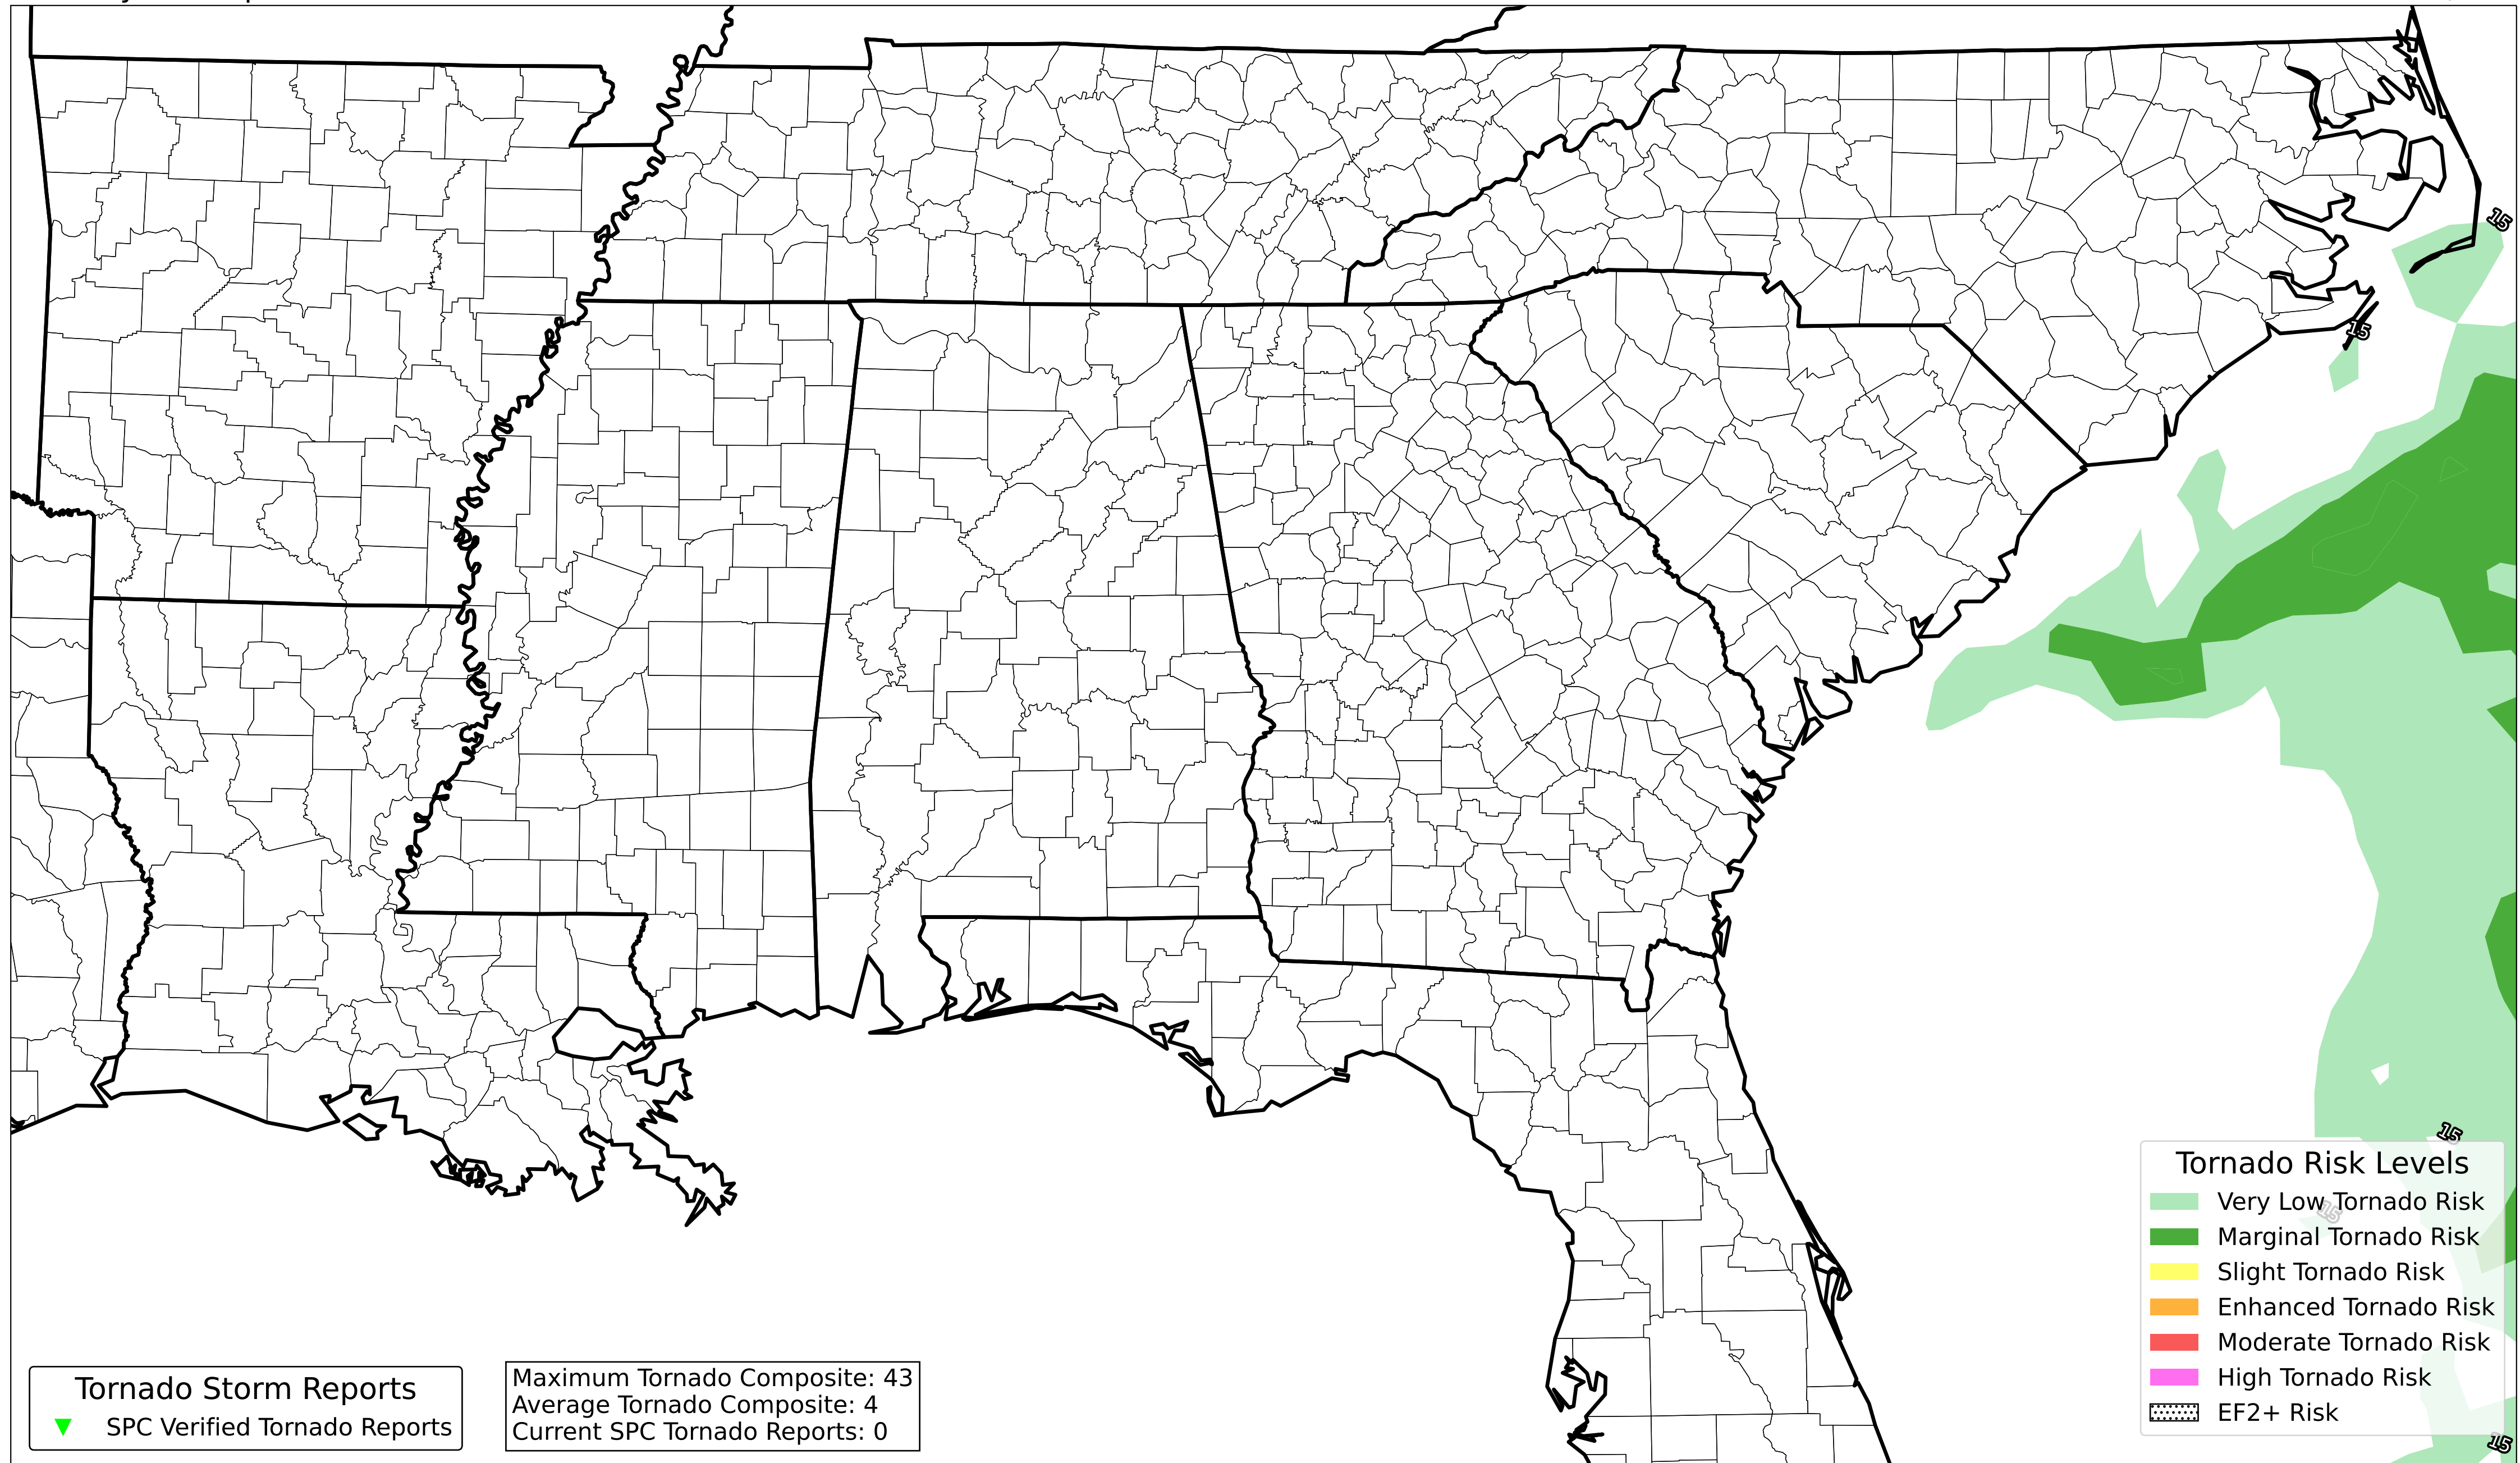 15
15
15
Tornado Risk Levels
Very Low Tornado Risk
15
Marginal Tornado Risk
Slight Tornado Risk
Enhanced Tornado Risk
Moderate Tornado Risk
High Tornado Risk
EF2+ Risk
15
Tornado Storm Reports
SPC Verified Tornado Reports
Maximum Tornado Composite: 43
Average Tornado Composite: 4
Current SPC Tornado Reports: 0